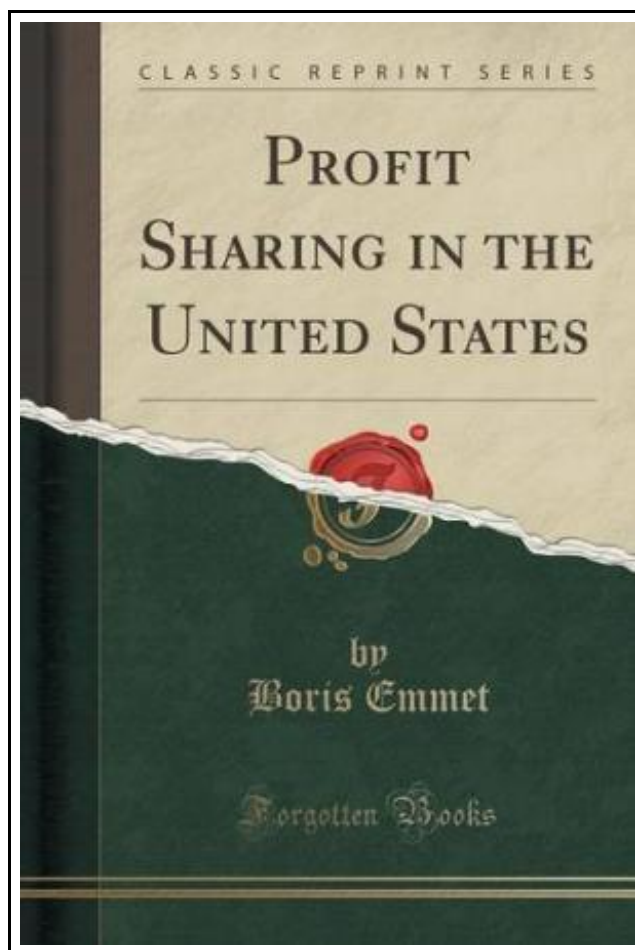 CLASSIC REPRINT SERIES
PROFIT
SHARING IN THE
UNITED STATES
by
Boris Emmet
Forgotten Books